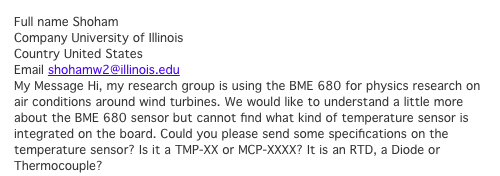 Full name Shoham
Company University of Illinois
Country United States
Email shohamw2@illinois.edu
My Message Hi, my research group is using the BME 680 for physics research on
air conditions around wind turbines. We would like to understand a little more
about the BME 680 sensor but cannot find what kind of temperature sensor is
integrated on the board. Could you please send some specifications on the
temperature sensor? Is it a TMP-XX or MCP-XXXX? It is an RTD, a Diode or
Thermocouple?